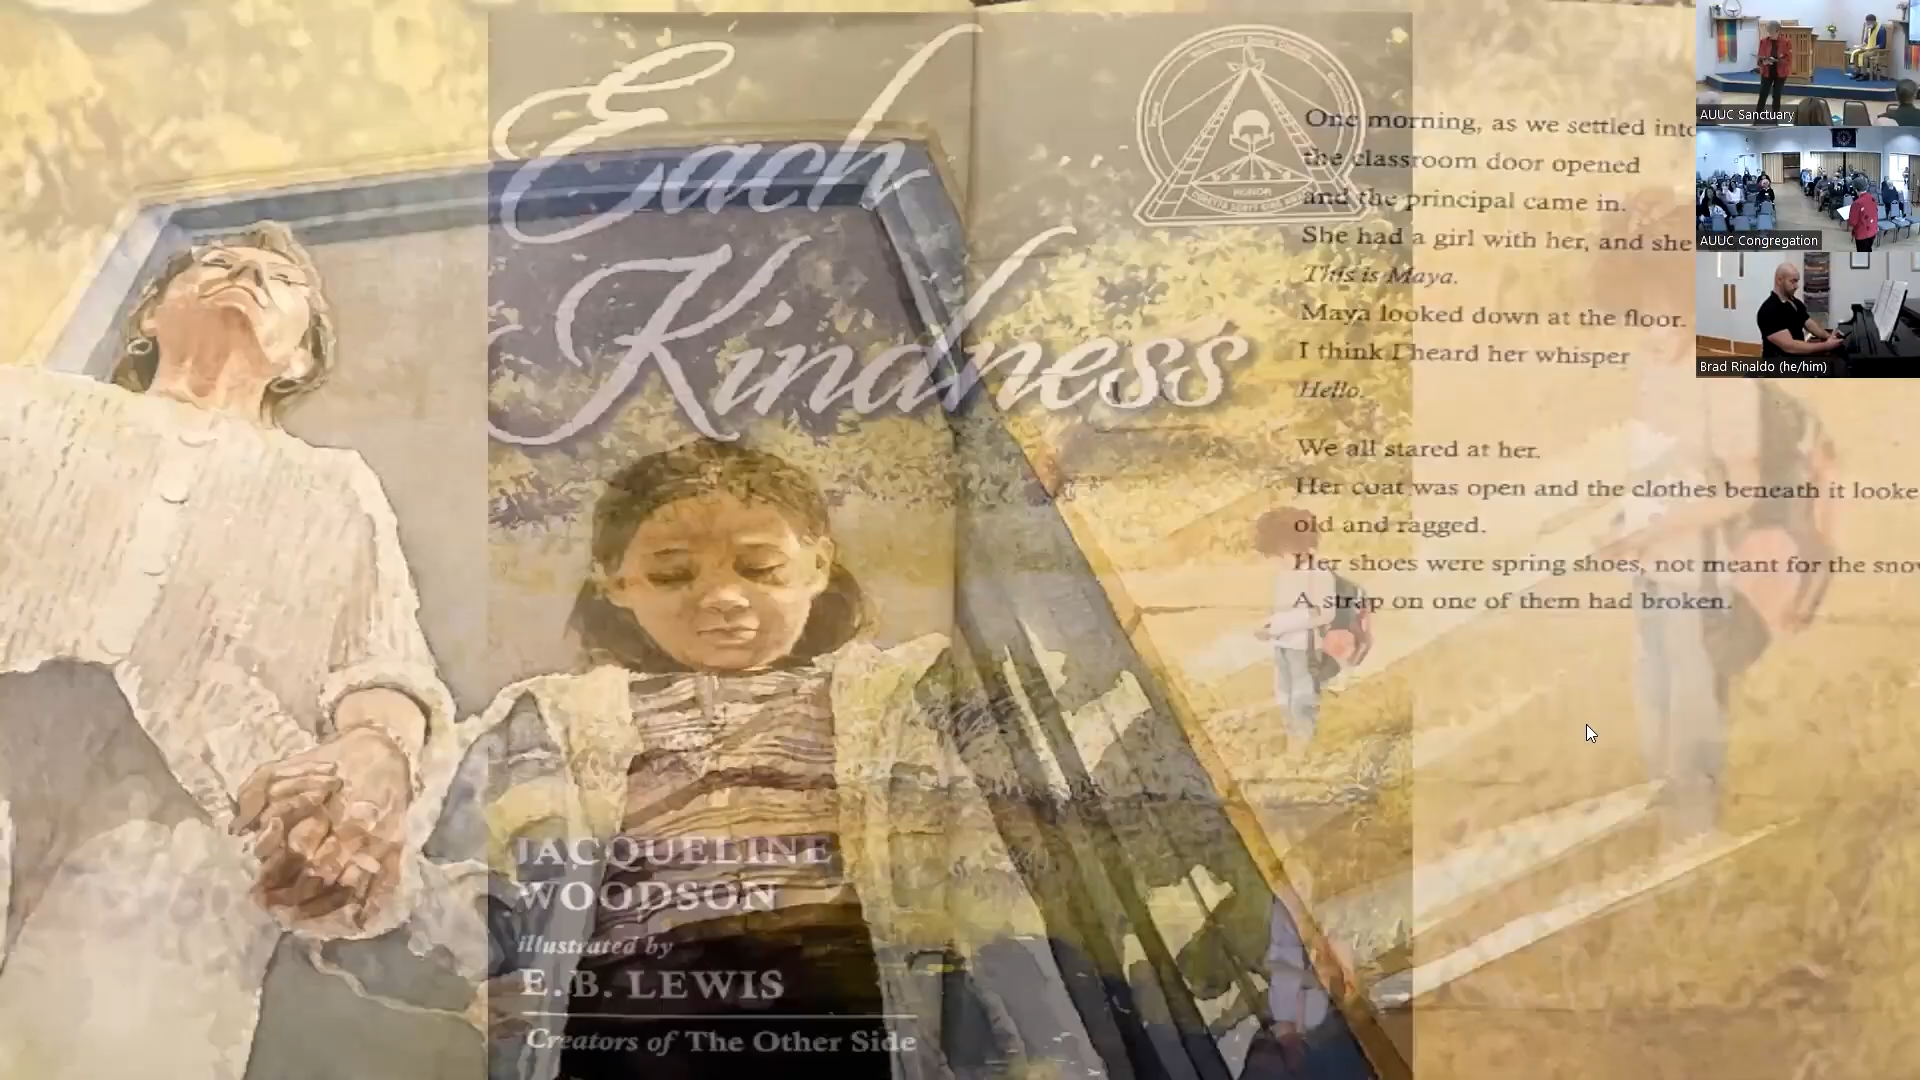 Each
Kindness
HONOR
JACQUELINE
WOODSON
illustrated by
E.B. LEWIS
Creators of The Other Side
One morning, as we settled into
the classroom door opened
and the principal came in.
She had a girl with her, and she
This is Maya.
Maya looked down at the floor.
I think I heard her whisper
Hello.
We all stared at her.
Her coat was open and the clothes beneath it looke
old and ragged.
Her shoes were spring shoes, not meant for the snow
A strap on one of them had broken.
AUUC Sanctuary
AUUC Congregation
Brad Rinaldo (he/him)